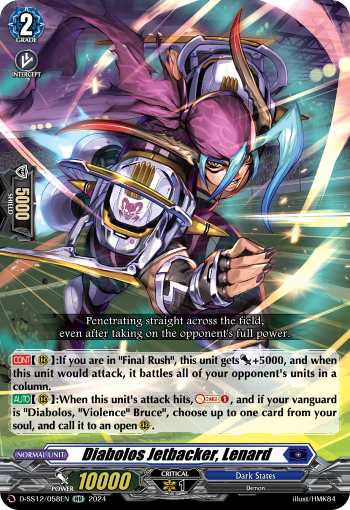 2
GRADE
INTERCEPT
5000
SHIELD
Penetrating straight across the field,
even after taking on the opponent's full power.
CONT【】:If you are in "Final Rush", this unit gets +5000, and when
this unit would attack, it battles all of your opponent's units in a
column.
AUTO【】:When this unit's attack hits, 1, and if your vanguard
is "Diabolos, "Violence" Bruce", choose up to one card from your
soul, and call it to an open .
NORMAL UNIT
Diabolos Jetbacker, Lenard
POWER 10000
CRITICAL
1
Dark States
Demon
D-SS12/058EN RR 2024
illust/HMK84